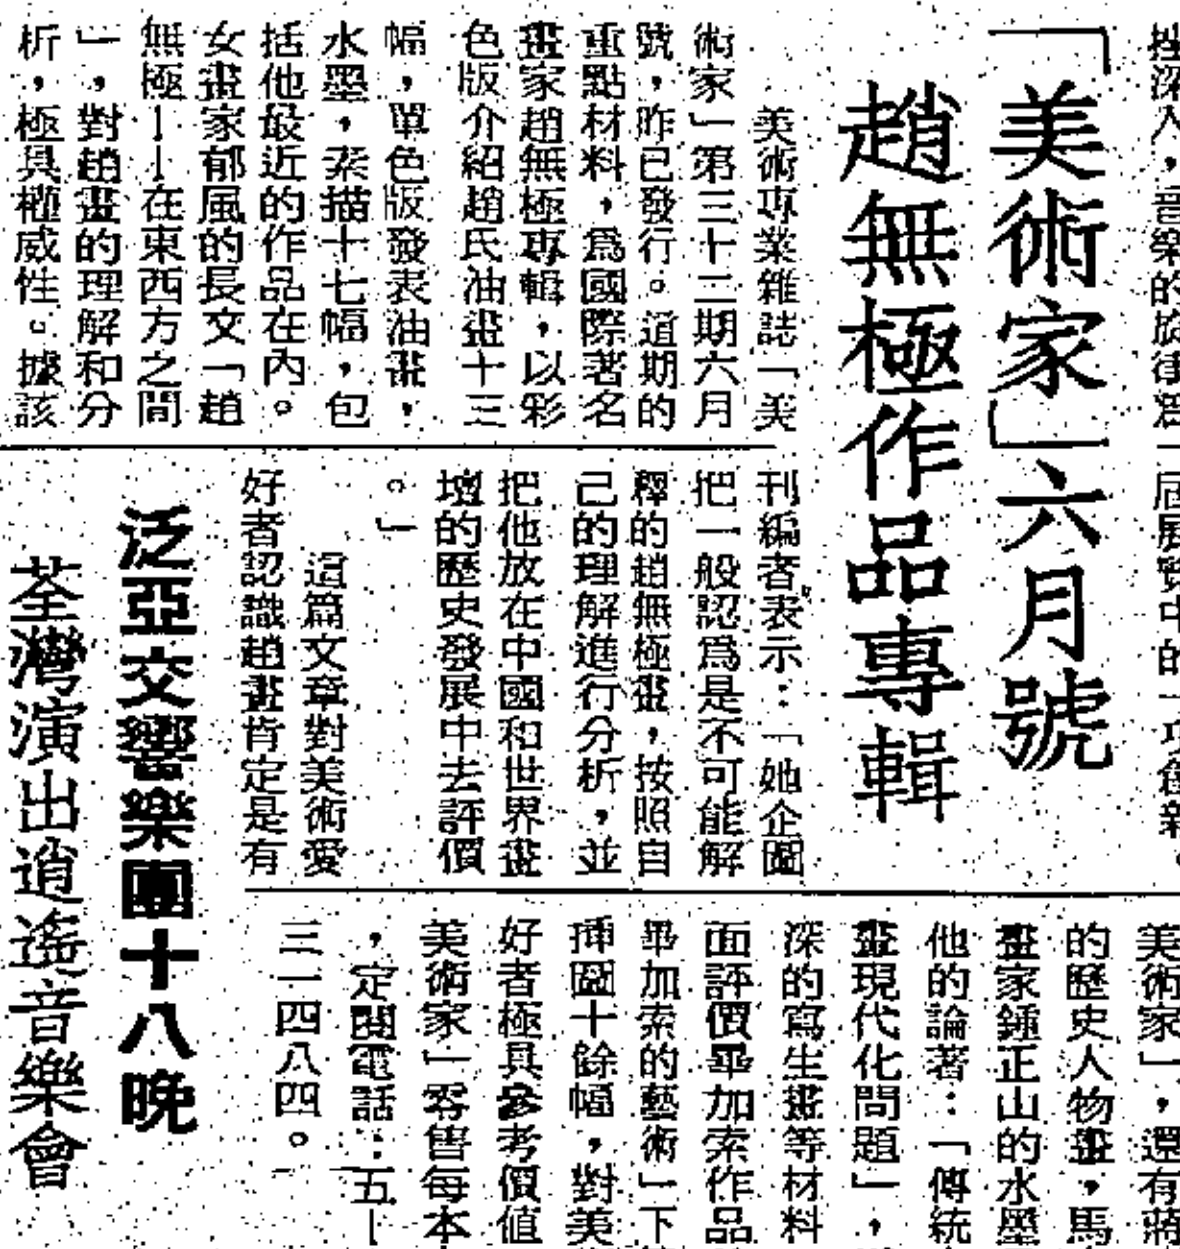 「美術家」六月號
趙無極作品專輯
美術專業雜誌「美
術家」第三十二期六月
號，昨已發行。這期的
重點材料，爲國際著名
畫家趙無極專輯，以彩
色版介紹趙氏油畫十三
幅，單色版發表油畫，
水墨，素描十七幅，包
括他最近的作品在內。
女畫家郁風的長文「趙
無極——在東西方之間
」，對趙畫的理解和分
析，極具權威性。據該
刊編者表示：「她企圖
把一般認爲是不可能解
釋的趙無極畫，按照自
己的理解進行分析，並
把他放在中國和世界畫
壇的歷史發展中去評價
。」
這篇文章對美術愛
好者認識趙畫肯定是有
美術家」，還有蔣
的歷史人物畫，馬
畫家鍾正山的水墨
他的論著：「傳統
畫現代化問題」，
深的寫生畫等材料
面評價畢加索作品
畢加索的藝術」下
插圖十餘幅，對美
好者極具參考價值
美術家」零售每本
，定閱電話：五—
三一四八四。
泛亞交響樂團十八晚
荃灣演出逍遙音樂會